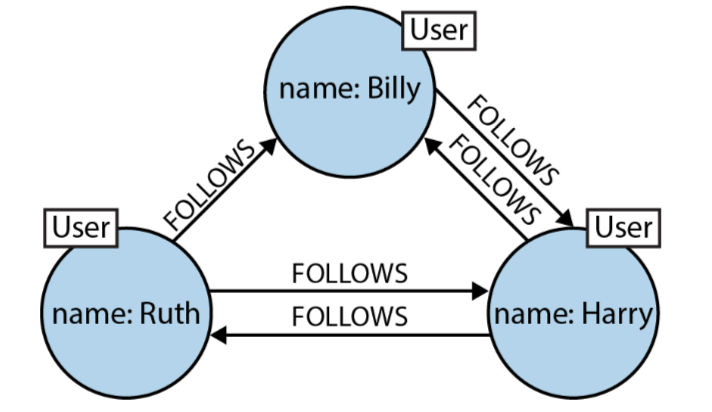 User
name: Billy
FOLLOWS
FOLLOWS
FOLLOWS
User
User
name: Ruth
FOLLOWS
FOLLOWS
name: Harry